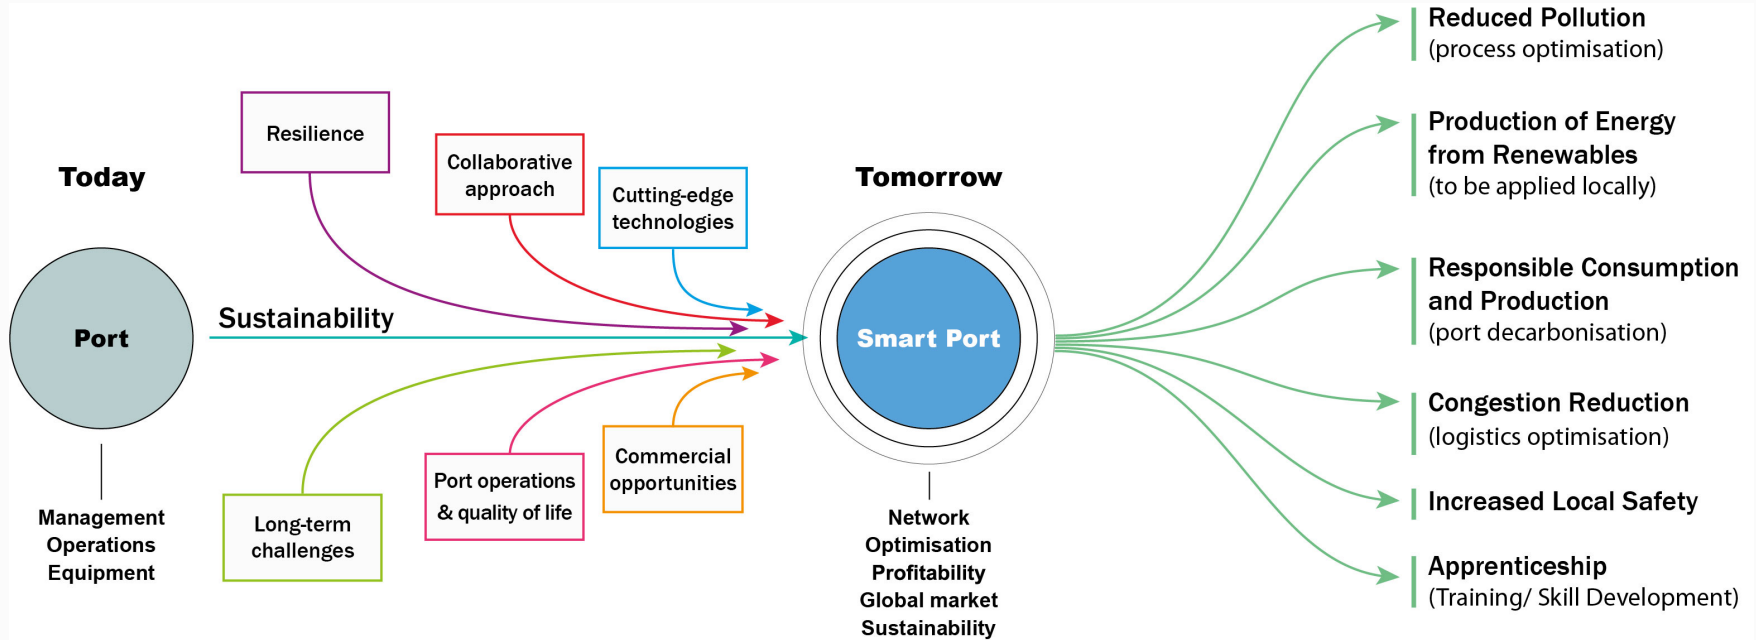 Today
Port
Management
Operations
Equipment
Sustainability
Resilience
Collaborative
approach
Cutting-edge
technologies
Long-term
challenges
Port operations
& quality of life
Commercial
opportunities
Tomorrow
Smart Port
Network
Optimisation
Profitability
Global market
Sustainability
Reduced Pollution
(process optimisation)
Production of Energy
from Renewables
(to be applied locally)
Responsible Consumption
and Production
(port decarbonisation)
Congestion Reduction
(logistics optimisation)
Increased Local Safety
Apprenticeship
(Training/ Skill Development)